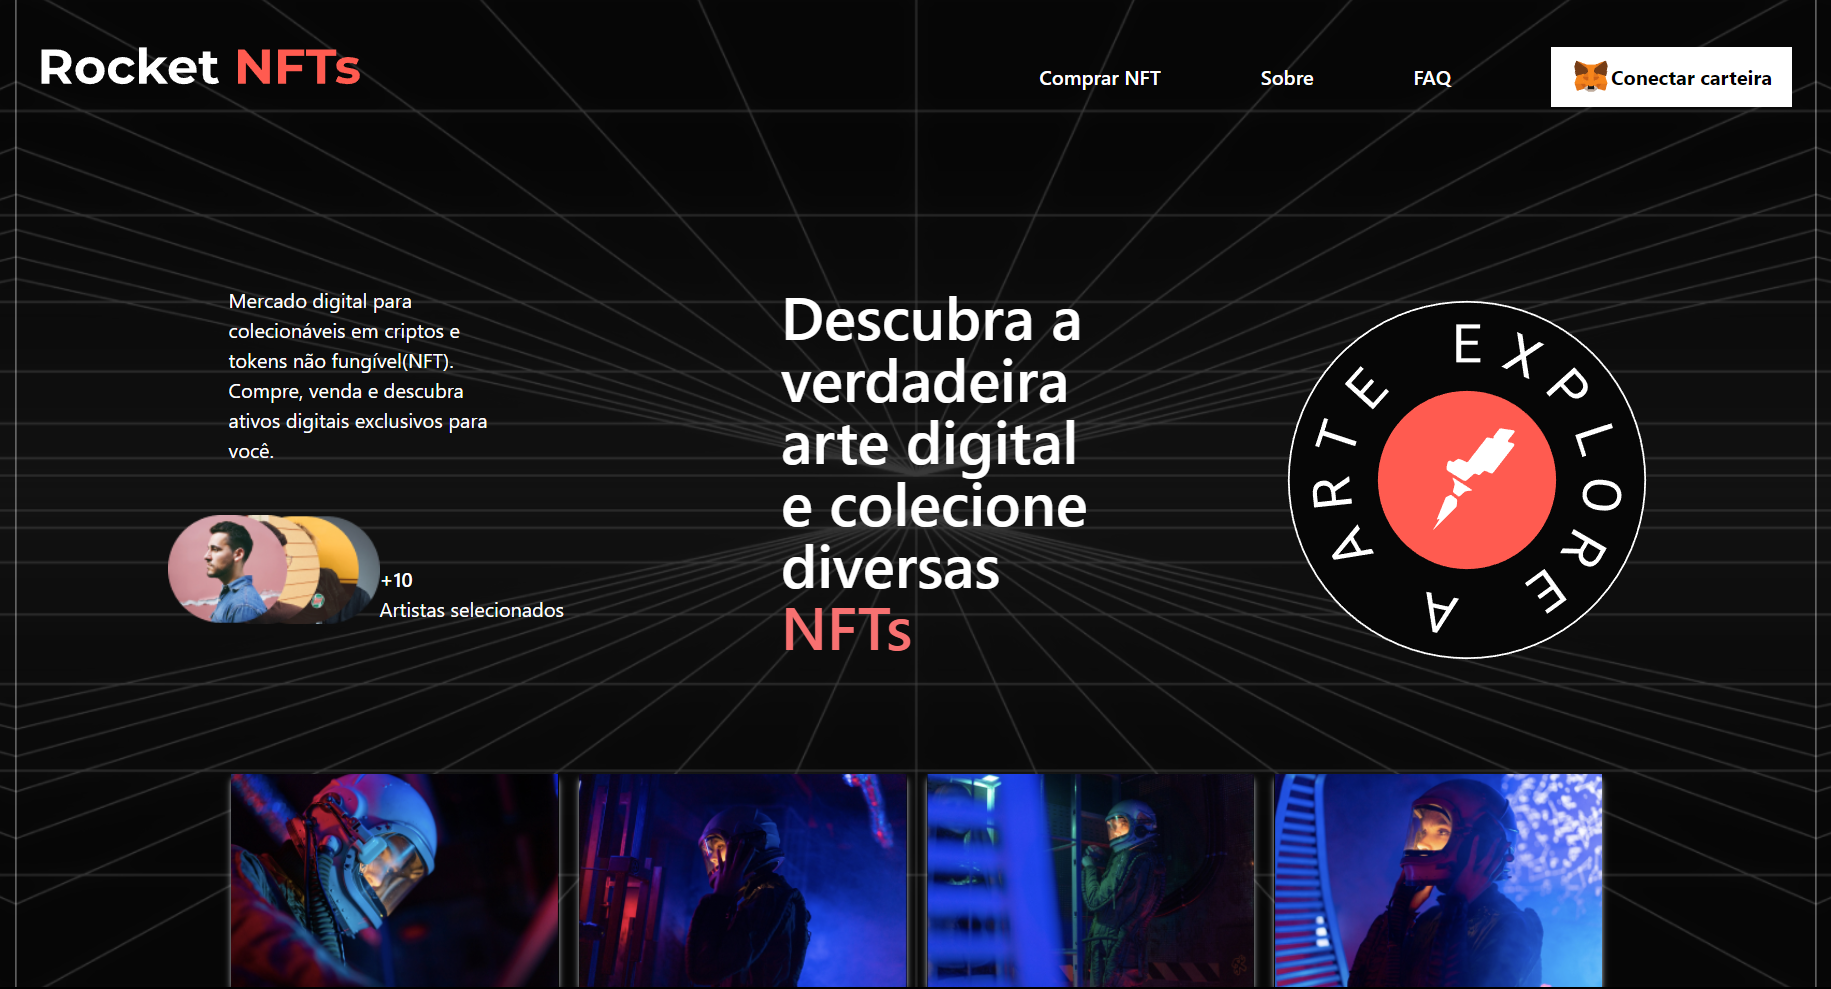 Rocket NFTs
Comprar NFT
Sobre
FAQ
Conectar carteira
Mercado digital para
colecionáveis em criptos e
tokens não fungível(NFT).
Compre, venda e descubra
ativos digitais exclusivos para
você.
+10
Artistas selecionados
Descubra a
verdadeira
arte digital
e colecione
diversas
NFTs
EXPLORE A ARTE